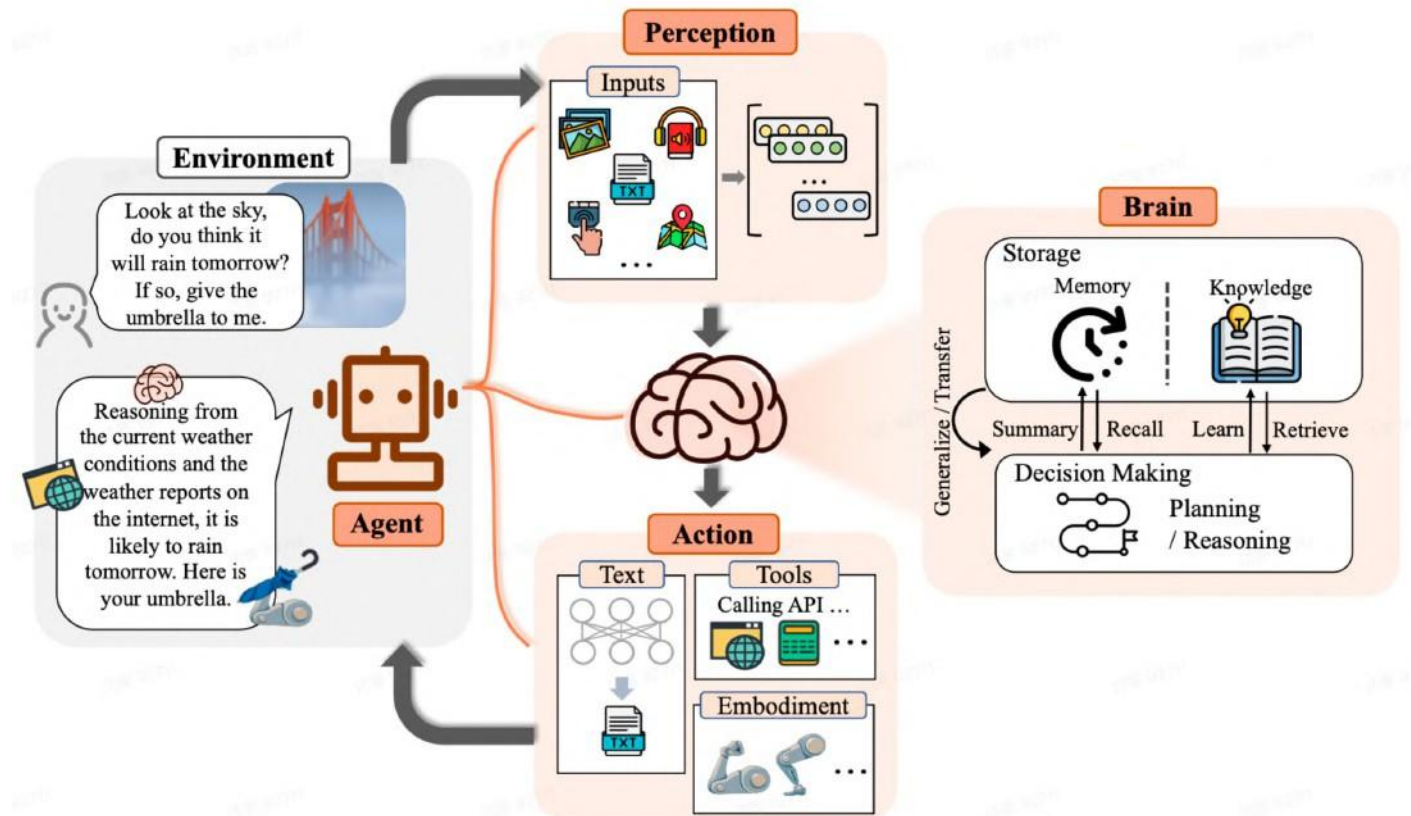 Perception
Inputs
TXT
...
...
Environment
Look at the sky,
do you think it
will rain tomorrow?
If so, give the
umbrella to me.
Reasoning from
the current weather
conditions and the
weather reports on
the internet, it is
likely to rain
tomorrow. Here is
your umbrella.
Agent
Action
Text
TXT
Tools
Calling API ...
...
Embodiment
...
Brain
Storage
Memory
Knowledge
Generalize / Transfer
Summary
Recall
Learn
Retrieve
Decision Making
Planning
/ Reasoning